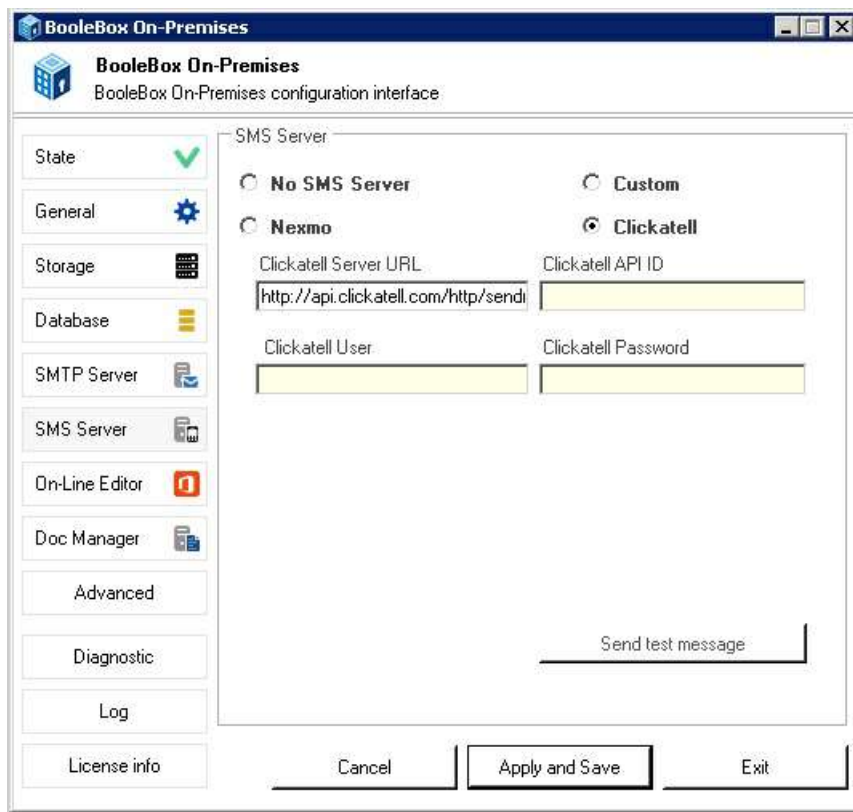 BooleBox On-Premises
BooleBox On-Premises
BooleBox On-Premises configuration interface
State
General
Storage
Database
SMTP Server
SMS Server
On-Line Editor
Doc Manager
Advanced
Diagnostic
Log
License info
SMS Server
No SMS Server
Custom
Nexmo
Clickatell
Clickatell Server URL
Clickatell API ID
http://api.clickatell.com/http/send
Clickatell User
Clickatell Password
Send test message
Cancel
Apply and Save
Exit